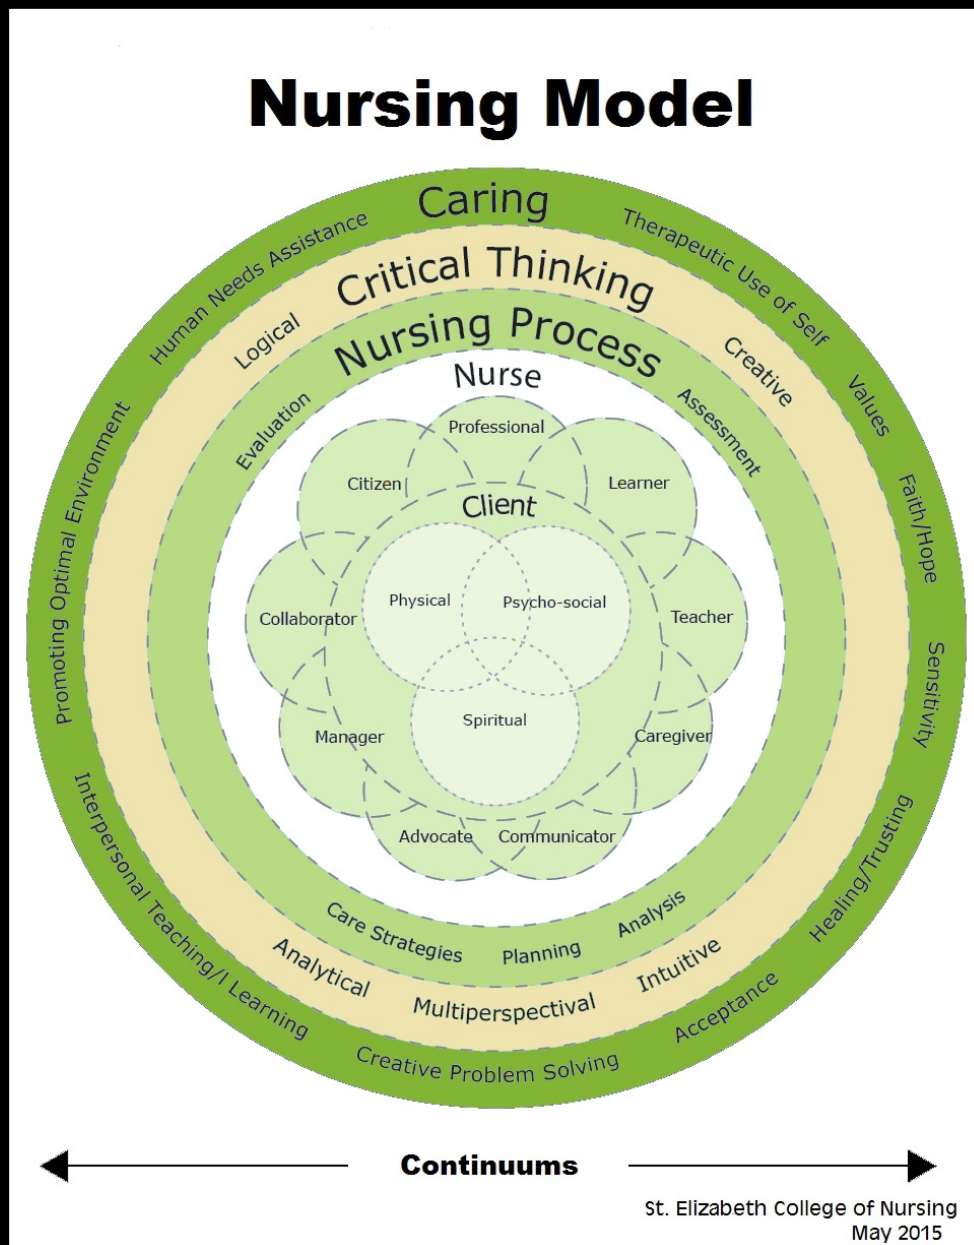 Nursing Model
Caring
Therapeutic Use of Self
Values
Faith/Hope
Sensitivity
Healing/Trusting
Acceptance
Creative Problem Solving
Interpersonal Teaching/l Learning
Promoting Optimal Environment
Human Needs Assistance
Critical Thinking
Creative
Intuitive
Multiperspectival
Analytical
Logical
Nursing Process
Assessment
Analysis
Planning
Care Strategies
Evaluation
Nurse
Professional
Learner
Teacher
Caregiver
Communicator
Advocate
Manager
Collaborator
Citizen
Client
Physical
Psycho-social
Spiritual
Continuums
St. Elizabeth College of Nursing
May 2015